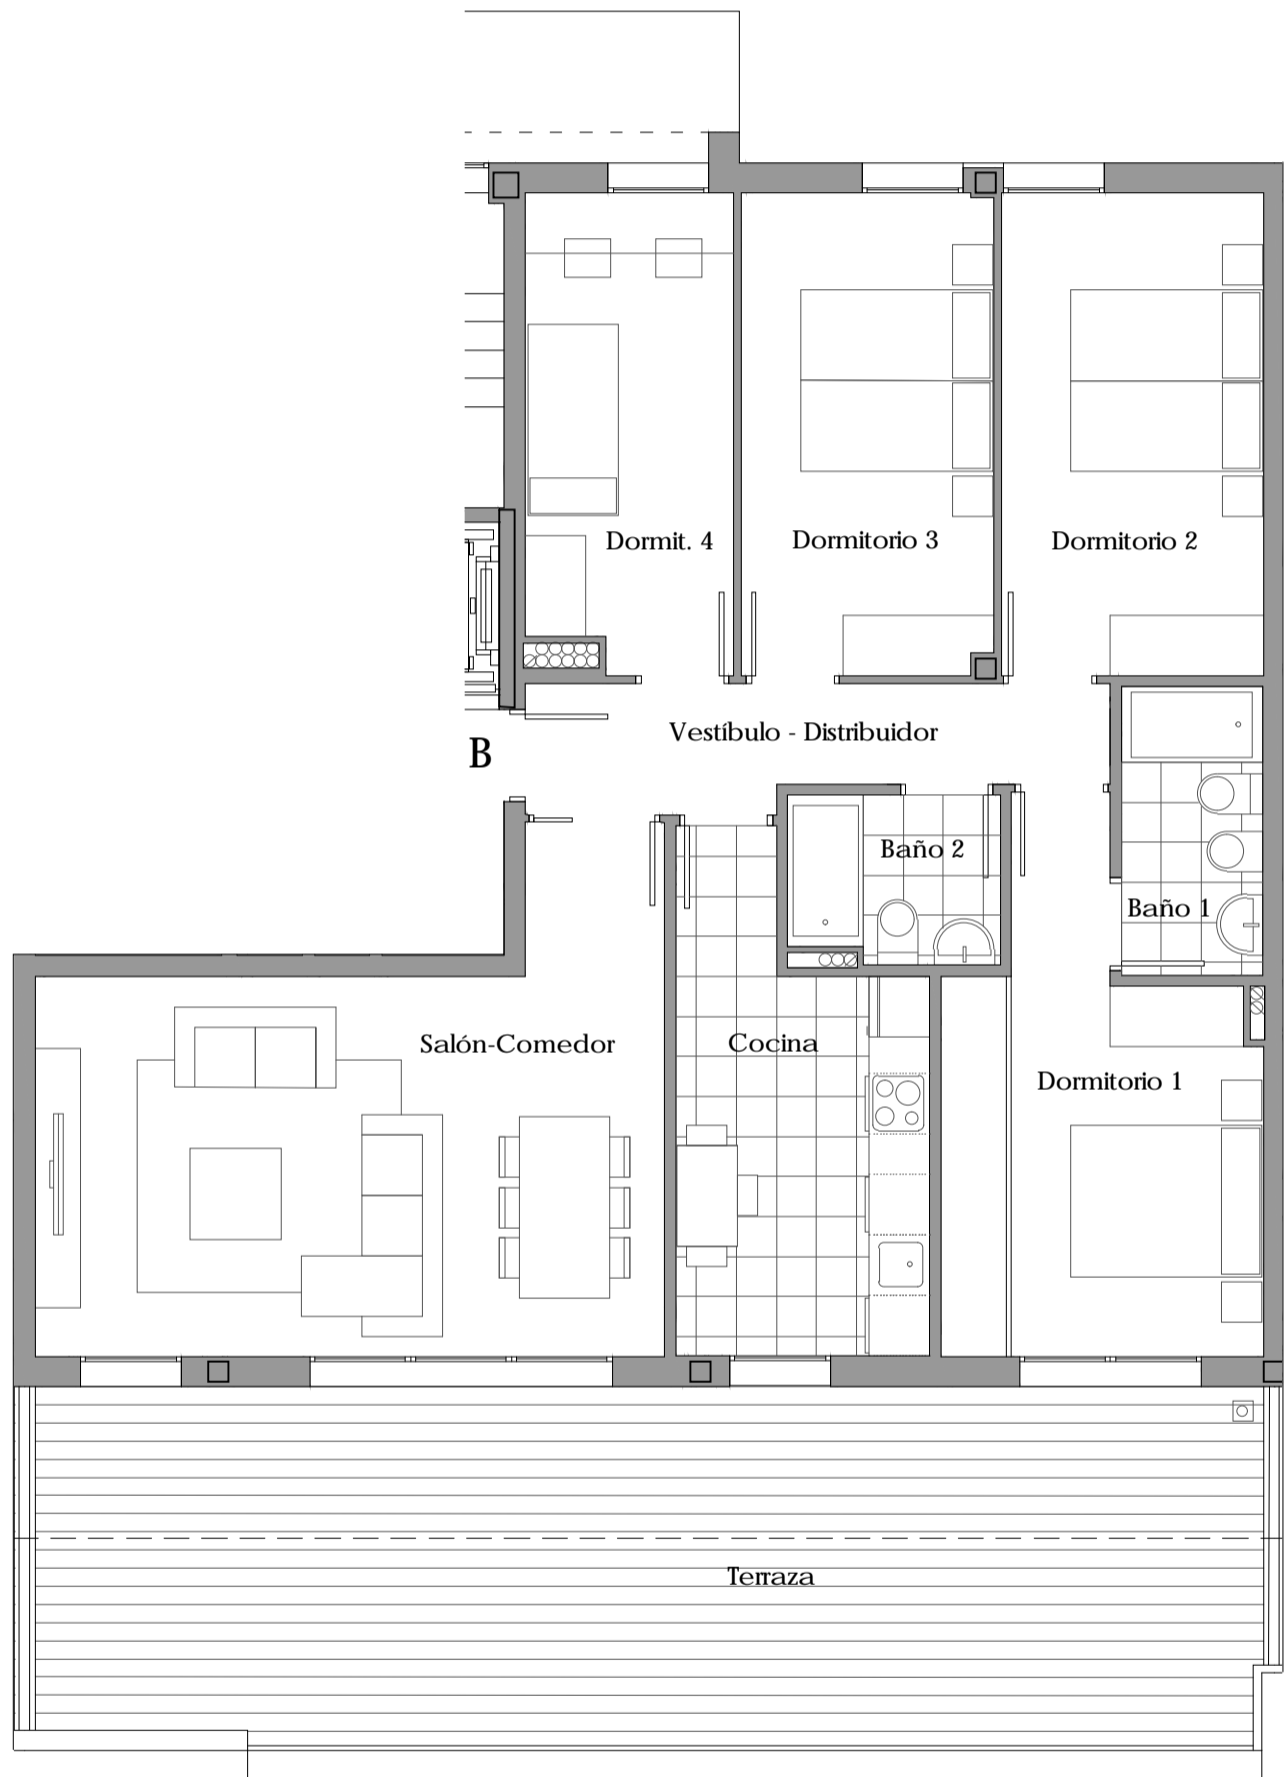 Dormit. 4
Dormitorio 3
Dormitorio 2
Vestíbulo - Distribuidor
B
Baño 2
Baño 1
Salón-Comedor
Cocina
Dormitorio 1
Terraza